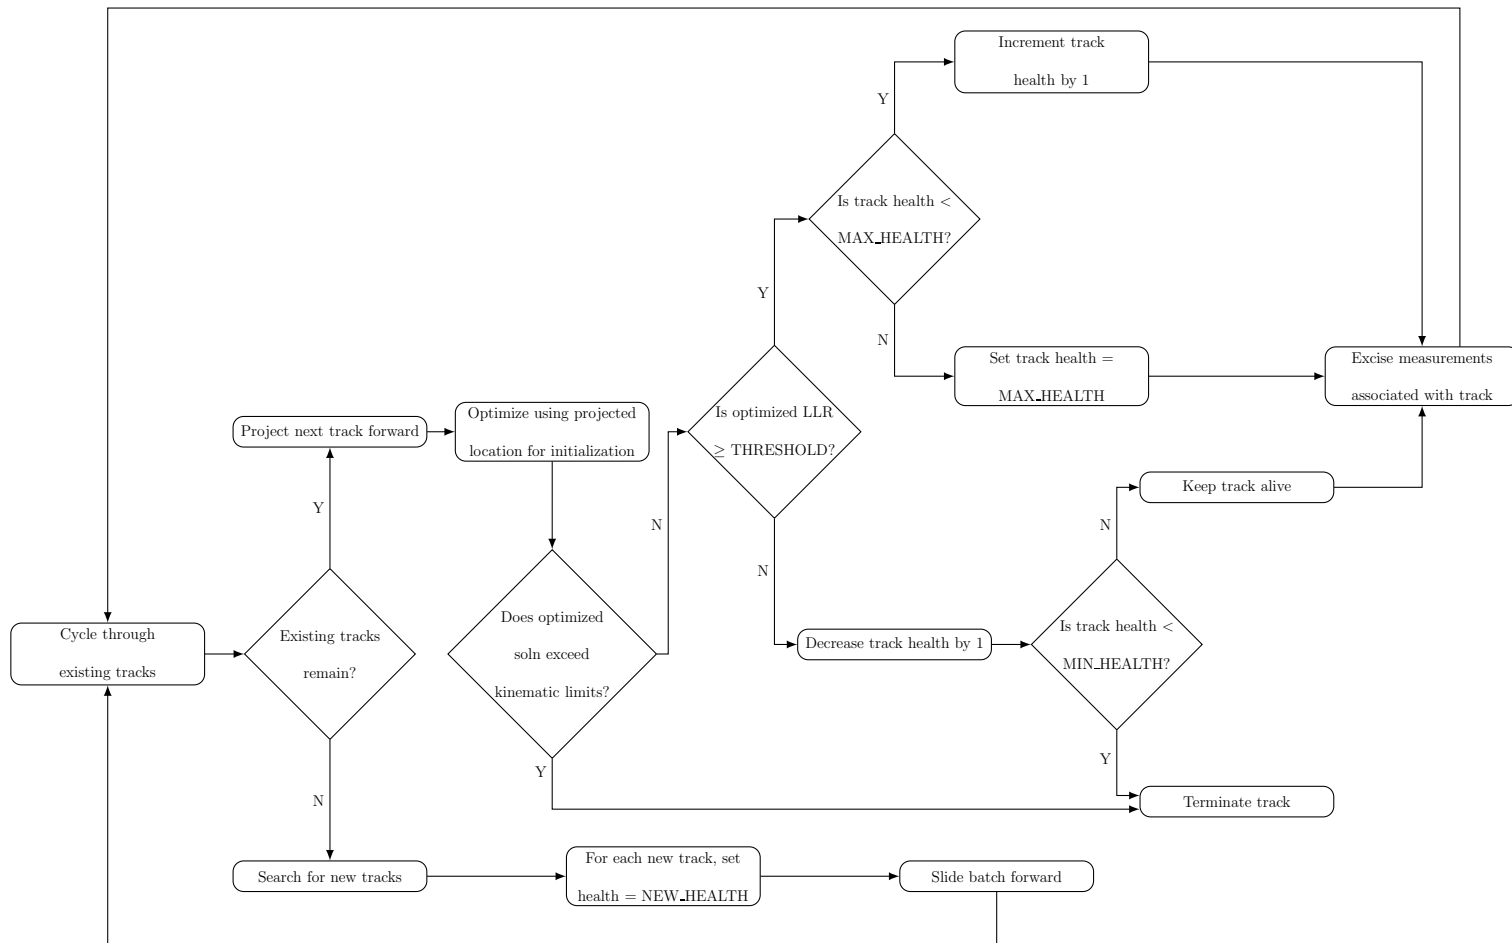 Increment track
health by 1
Y
Is track health <
MAX_HEALTH?
Y
N
Set track health =
MAX_HEALTH
Excise measurements
associated with track
Project next track forward
Optimize using projected
location for initialization
Is optimized LLR
≥ THRESHOLD?
Y
N
N
Keep track alive
N
Cycle through
existing tracks
Existing tracks
remain?
Does optimized
soln exceed
kinematic limits?
Decrease track health by 1
Is track health <
MIN_HEALTH?
Y
Y
N
Terminate track
Search for new tracks
For each new track, set
health = NEW_HEALTH
Slide batch forward